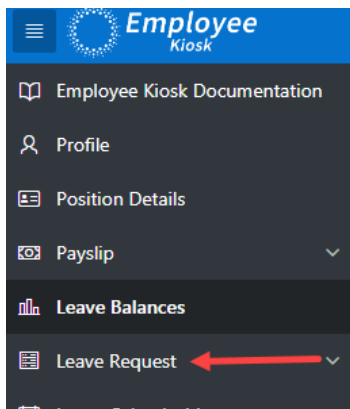 Employee
Kiosk
Employee Kiosk Documentation
Profile
Position Details
Payslip
Leave Balances
Leave Request